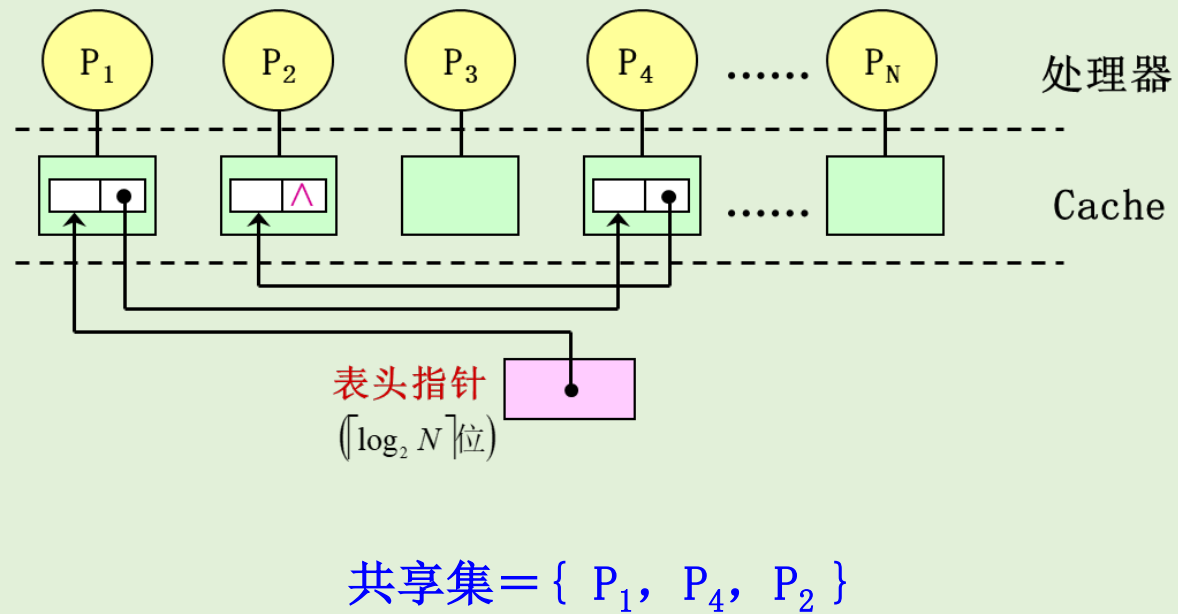 P₁ P₂ P₃ P₄ …… P_N 处理器
∧ …… Cache
表头指针
(⌈log₂ N⌉位)
共享集={ P₁, P₄, P₂ }